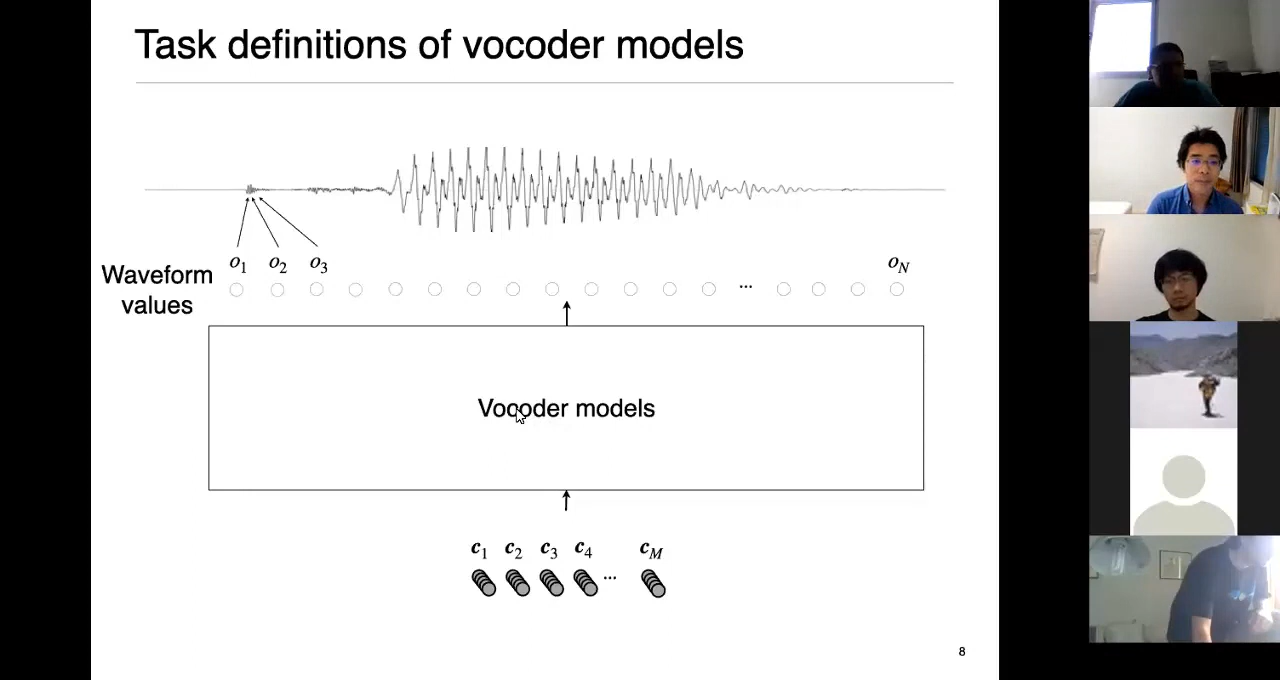 Task definitions of vocoder models
o1 o2 o3 oN
Waveform
values
...
Vocoder models
c1 c2 c3 c4 ... cM
8